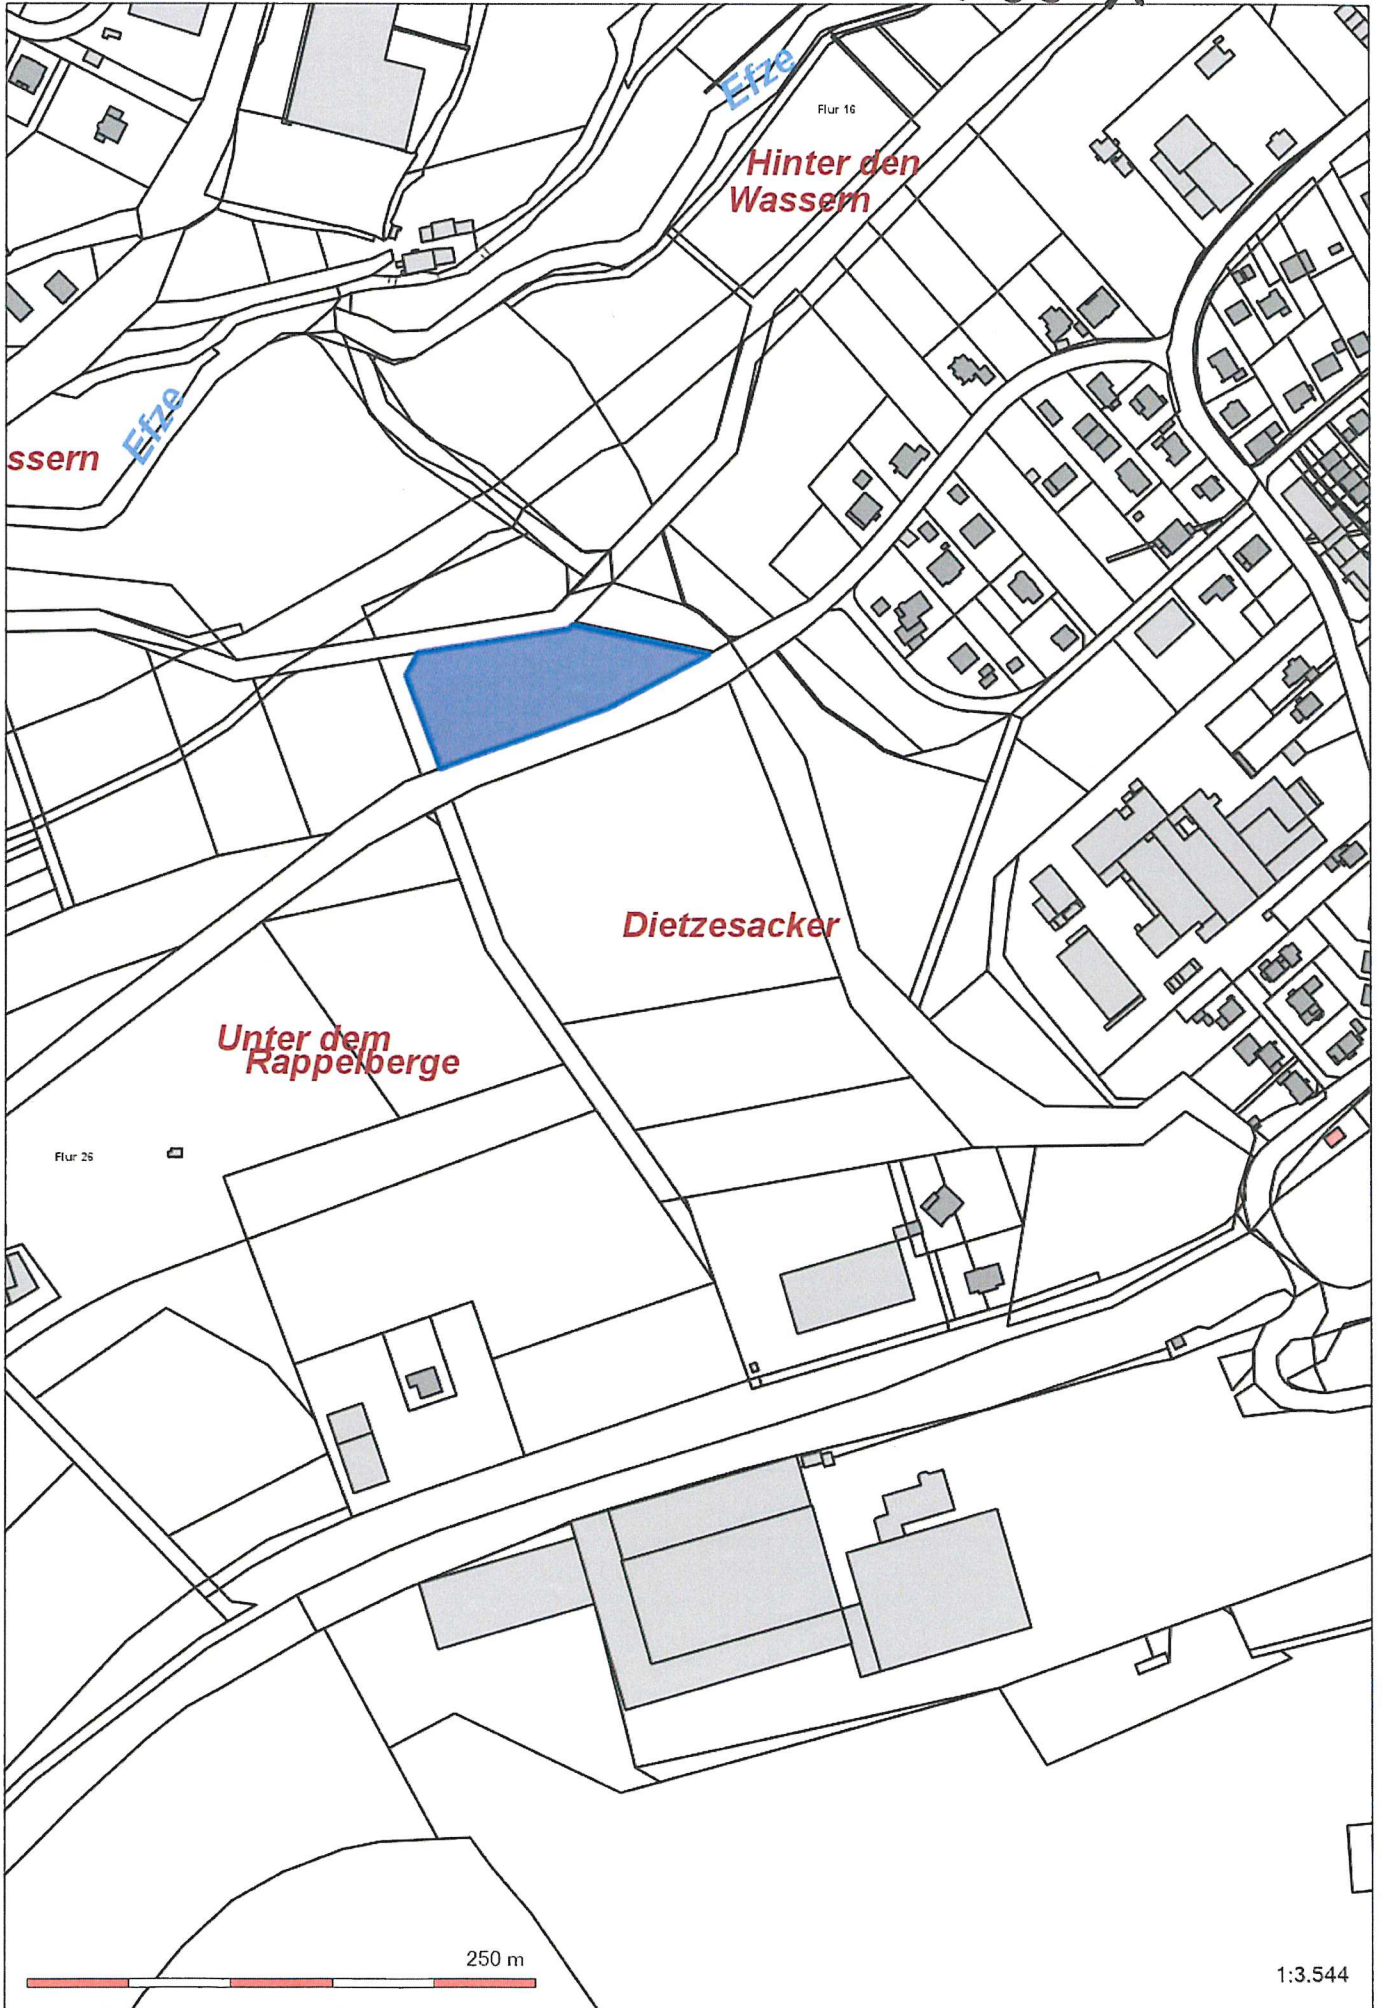 Efze
Flur 16
Hinter den
Wassern
Efze
ssern
Dietzesacker
Unter dem
Rappelberge
Flur 26
250 m
1:3.544